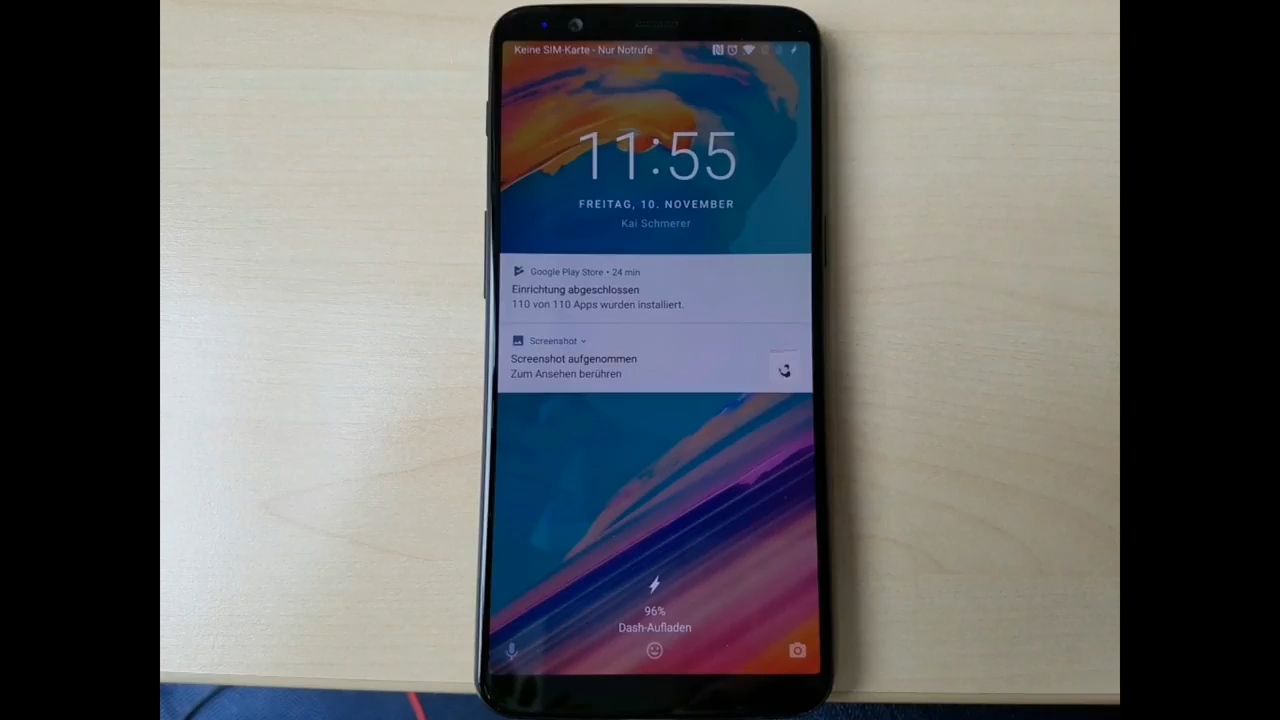 Keine SIM-Karte - Nur Notrufe
11:55
FREITAG, 10. NOVEMBER
Kai Schmerer
Google Play Store • 24 min
Einrichtung abgeschlossen
110 von 110 Apps wurden installiert.
Screenshot
Screenshot aufgenommen
Zum Ansehen berühren
96%
Dash-Aufladen